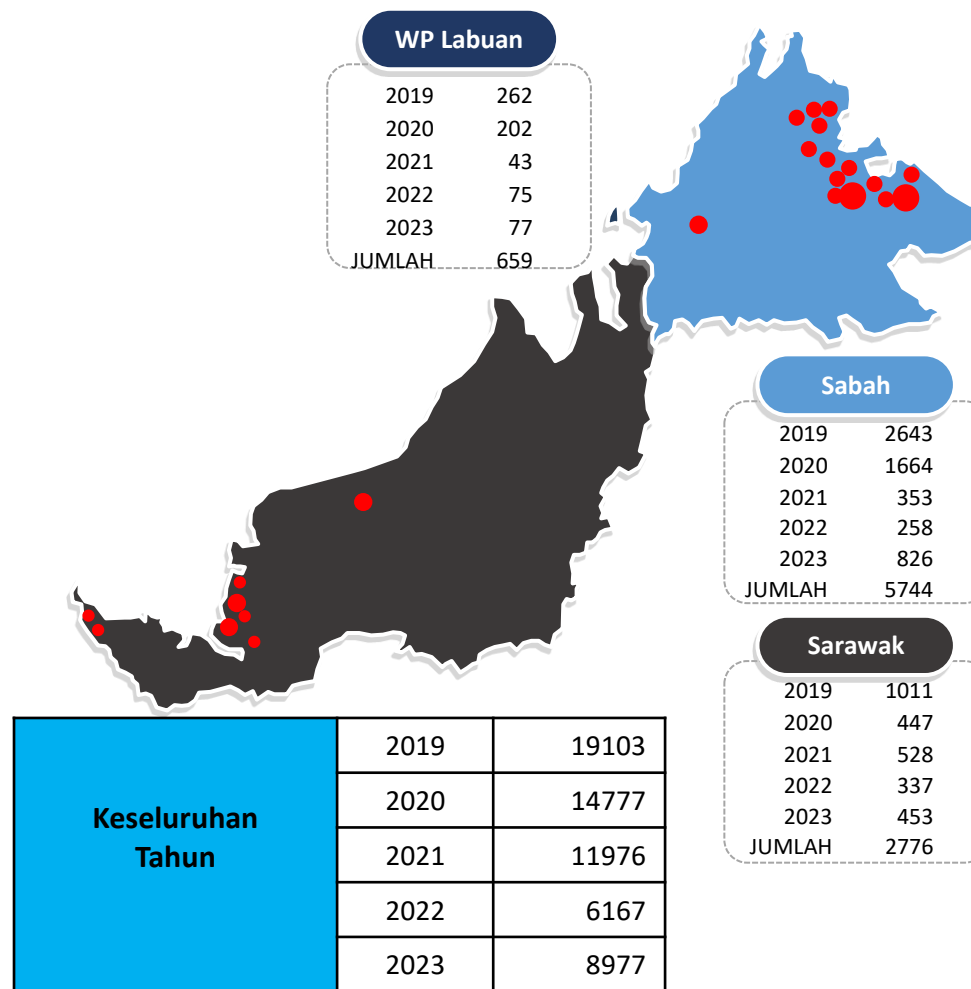 WP Labuan
2019 262
2020 202
2021 43
2022 75
2023 77
JUMLAH 659
Sabah
2019 2643
2020 1664
2021 353
2022 258
2023 826
JUMLAH 5744
Sarawak
2019 1011
2020 447
2021 528
2022 337
2023 453
JUMLAH 2776
Keseluruhan
Tahun
2019 19103
2020 14777
2021 11976
2022 6167
2023 8977